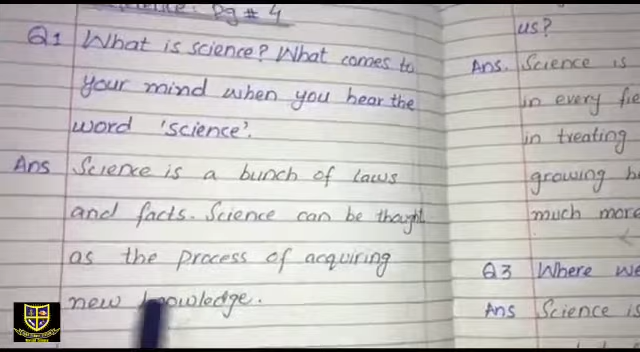 Pg # 4
Q1 What is science? What comes to
your mind when you hear the
word 'science'.
Ans Science is a bunch of laws
and facts. Science can be thought
as the process of acquiring
new knowledge.
us?
Ans. Science is
in every
in treating
growing
much more
Q3 Where
Ans Science is